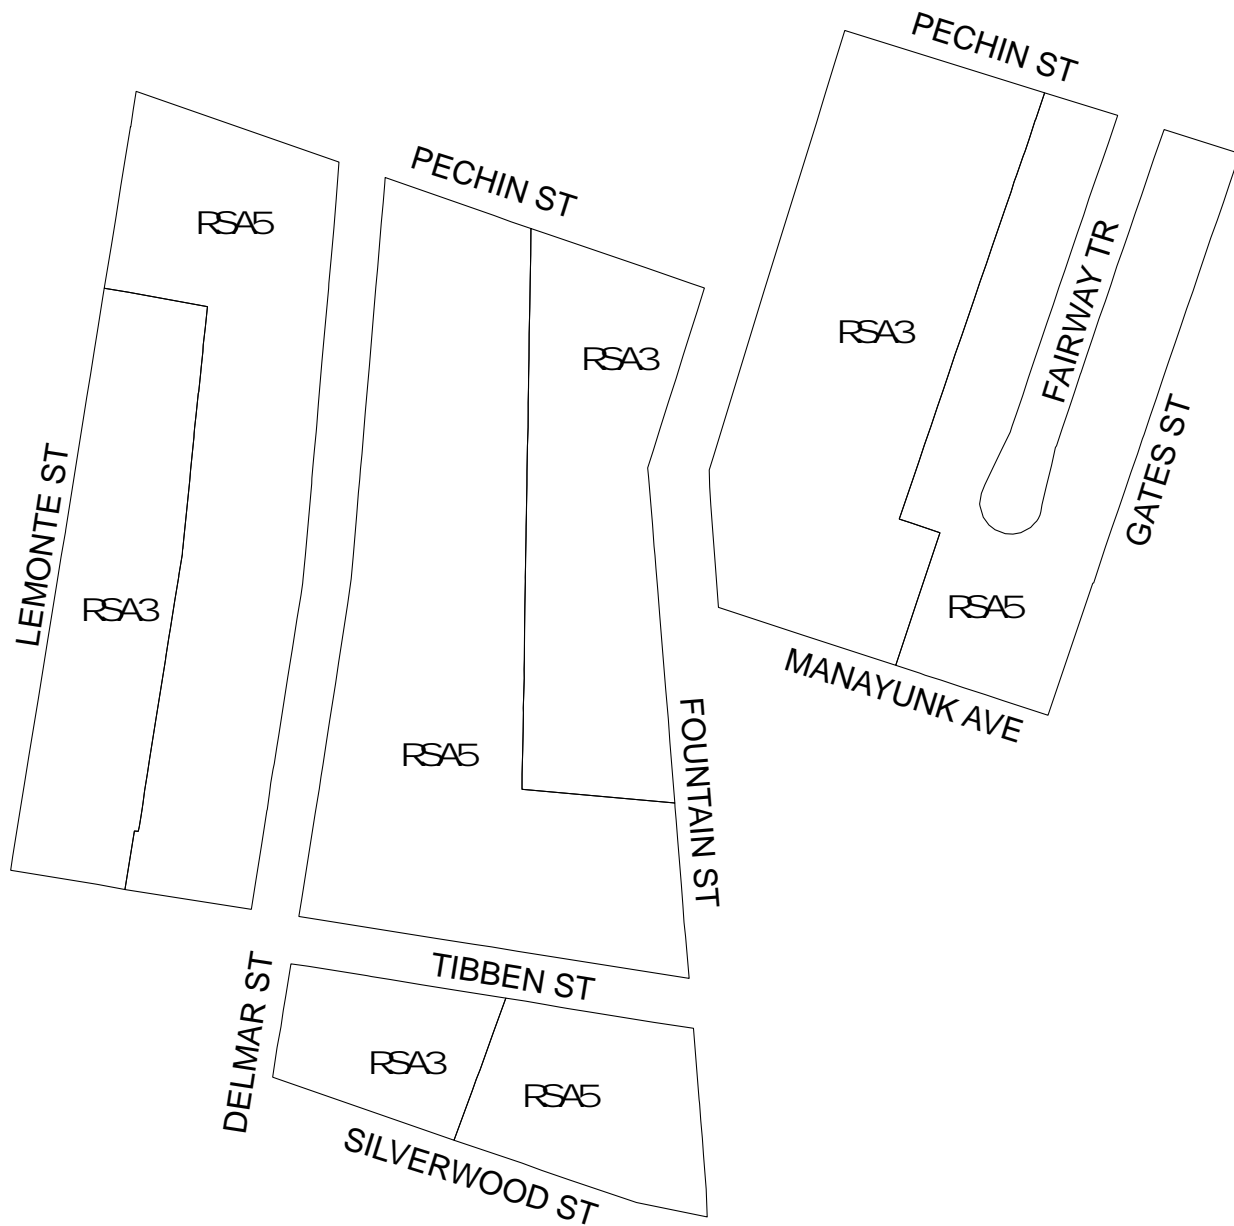 PECHIN ST
PECHIN ST
RSA5
FAIRWAY TR
RSA3
RSA3
GATES ST
LEMONTE ST
RSA3
RSA5
MANAYUNK AVE
RSA5
FOUNTAIN ST
TIBBEN ST
DELMAR ST
RSA3
RSA5
SILVERWOOD ST